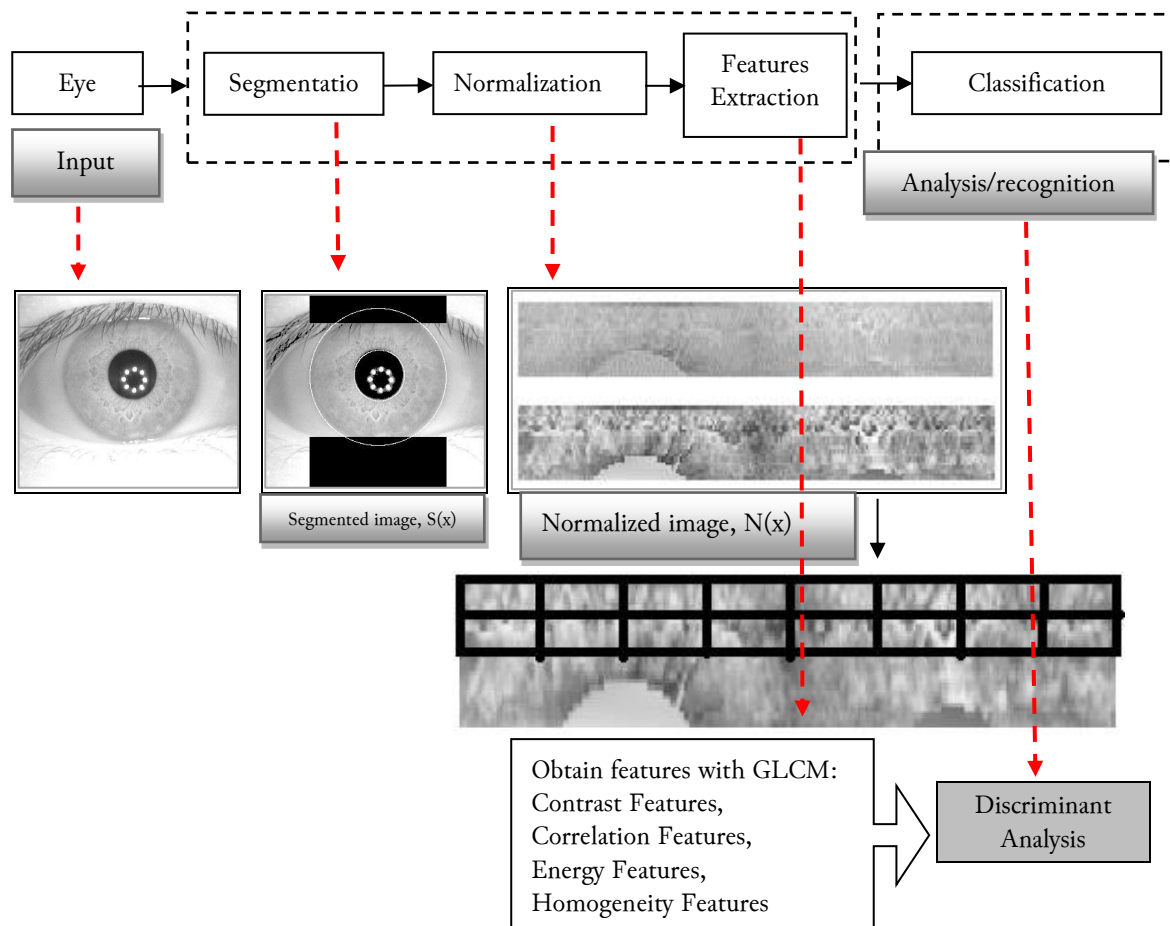 Eye
Segmentatio
Normalization
Features
Extraction
Classification
Input
Analysis/recognition
Segmented image, S(x)
Normalized image, N(x)
Obtain features with GLCM:
Contrast Features,
Correlation Features,
Energy Features,
Homogeneity Features
Discriminant
Analysis